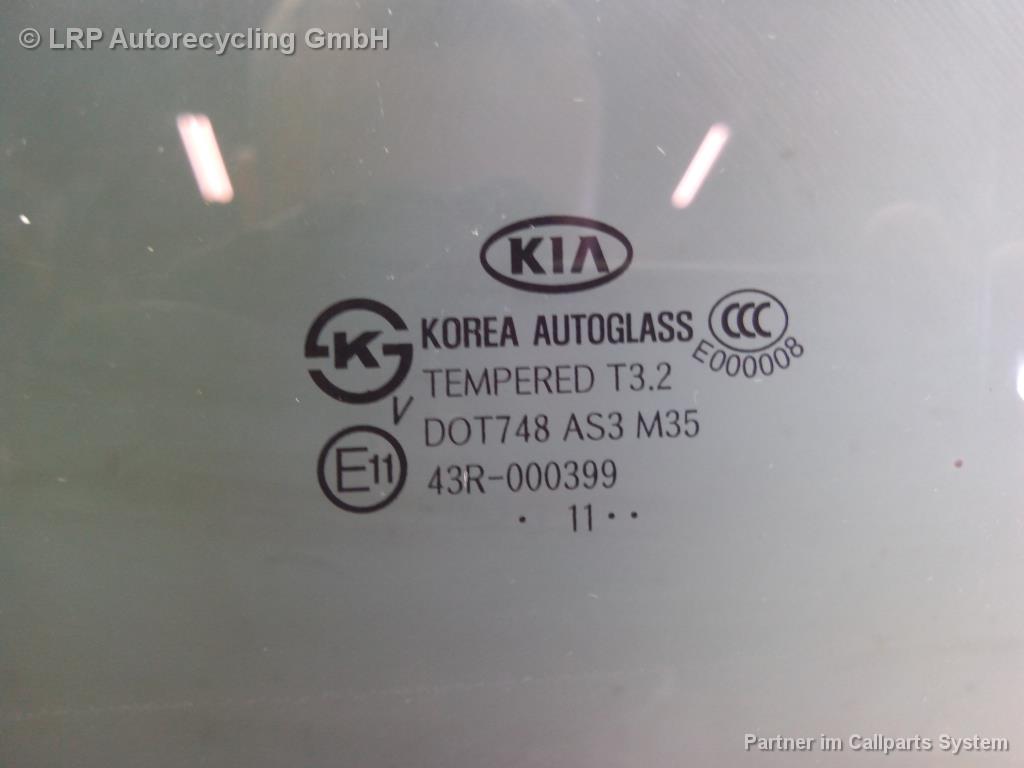 © LRP Autorecycling GmbH
KIA
K KOREA AUTOGLASS CCC
E000008
TEMPERED T3.2
V
DOT748 AS3 M35
E11 43R-000399
. 11 ..
Partner im Callparts System